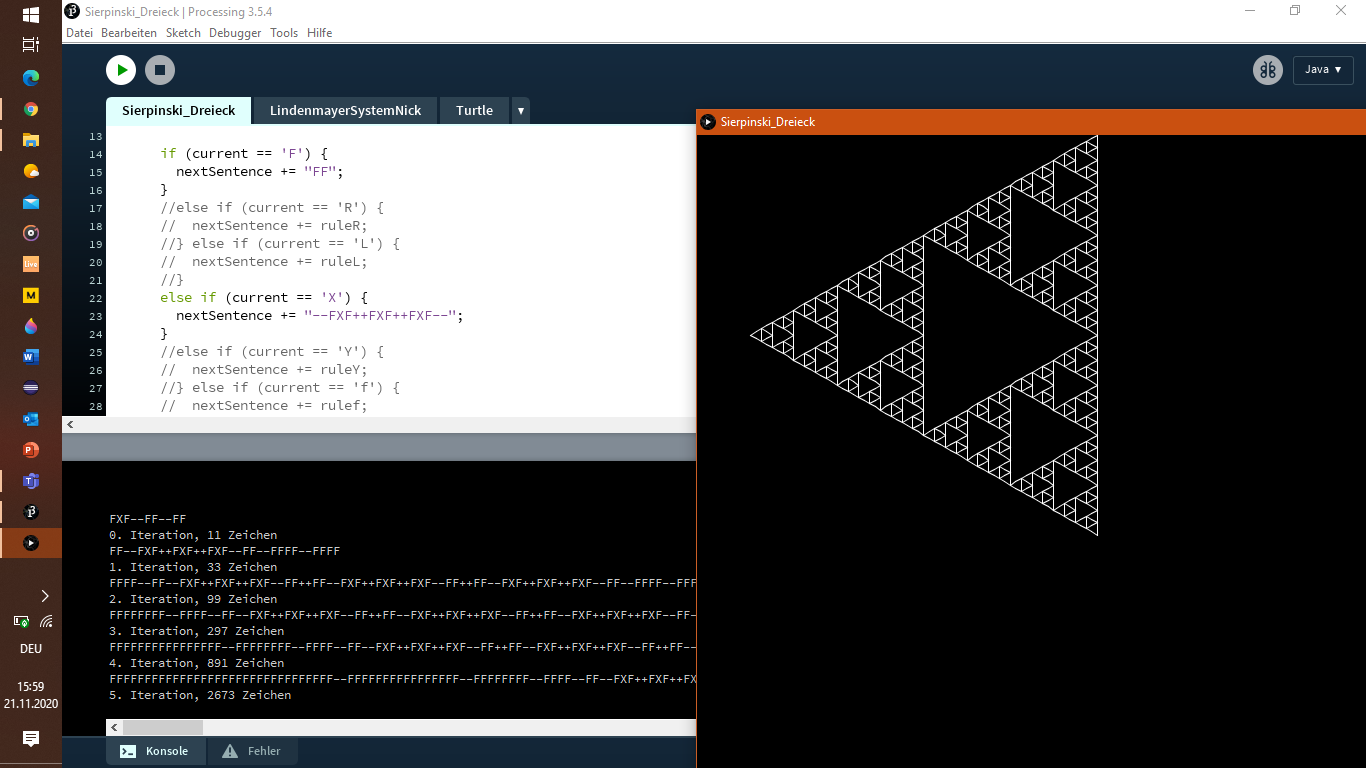 Sierpinski_Dreieck | Processing 3.5.4
Datei Bearbeiten Sketch Debugger Tools Hilfe
Java ▼
Sierpinski_Dreieck LindenmayerSystemNick Turtle ▼
13
14 if (current == 'F') {
15 nextSentence += "FF";
16 }
17 //else if (current == 'R') {
18 // nextSentence += ruleR;
19 //} else if (current == 'L') {
20 // nextSentence += ruleL;
21 //}
22 else if (current == 'X') {
23 nextSentence += "--FXF++FXF++FXF--";
24 }
25 //else if (current == 'Y') {
26 // nextSentence += ruleY;
27 //} else if (current == 'f') {
28 // nextSentence += rulef;
FXF--FF--FF
0. Iteration, 11 Zeichen
FF--FXF++FXF++FXF--FF--FFFF--FFFF
1. Iteration, 33 Zeichen
FFFF--FF--FXF++FXF++FXF--FF++FF--FXF++FXF++FXF--FF++FF--FXF++FXF++FXF--FF--FFFF--FFF
2. Iteration, 99 Zeichen
FFFFFFFF--FFFF--FF--FXF++FXF++FXF--FF++FF--FXF++FXF++FXF--FF++FF--FXF++FXF++FXF--FF--
3. Iteration, 297 Zeichen
FFFFFFFFFFFFFFFF--FFFFFFFF--FFFF--FF--FXF++FXF++FXF--FF++FF--FXF++FXF++FXF--FF++FF--
4. Iteration, 891 Zeichen
FFFFFFFFFFFFFFFFFFFFFFFFFFFFFFFF--FFFFFFFFFFFFFFFF--FFFFFFFF--FFFF--FF--FXF++FXF++FX
5. Iteration, 2673 Zeichen
Konsole Fehler
Sierpinski_Dreieck
live
M
W
P
DEU
15:59
21.11.2020